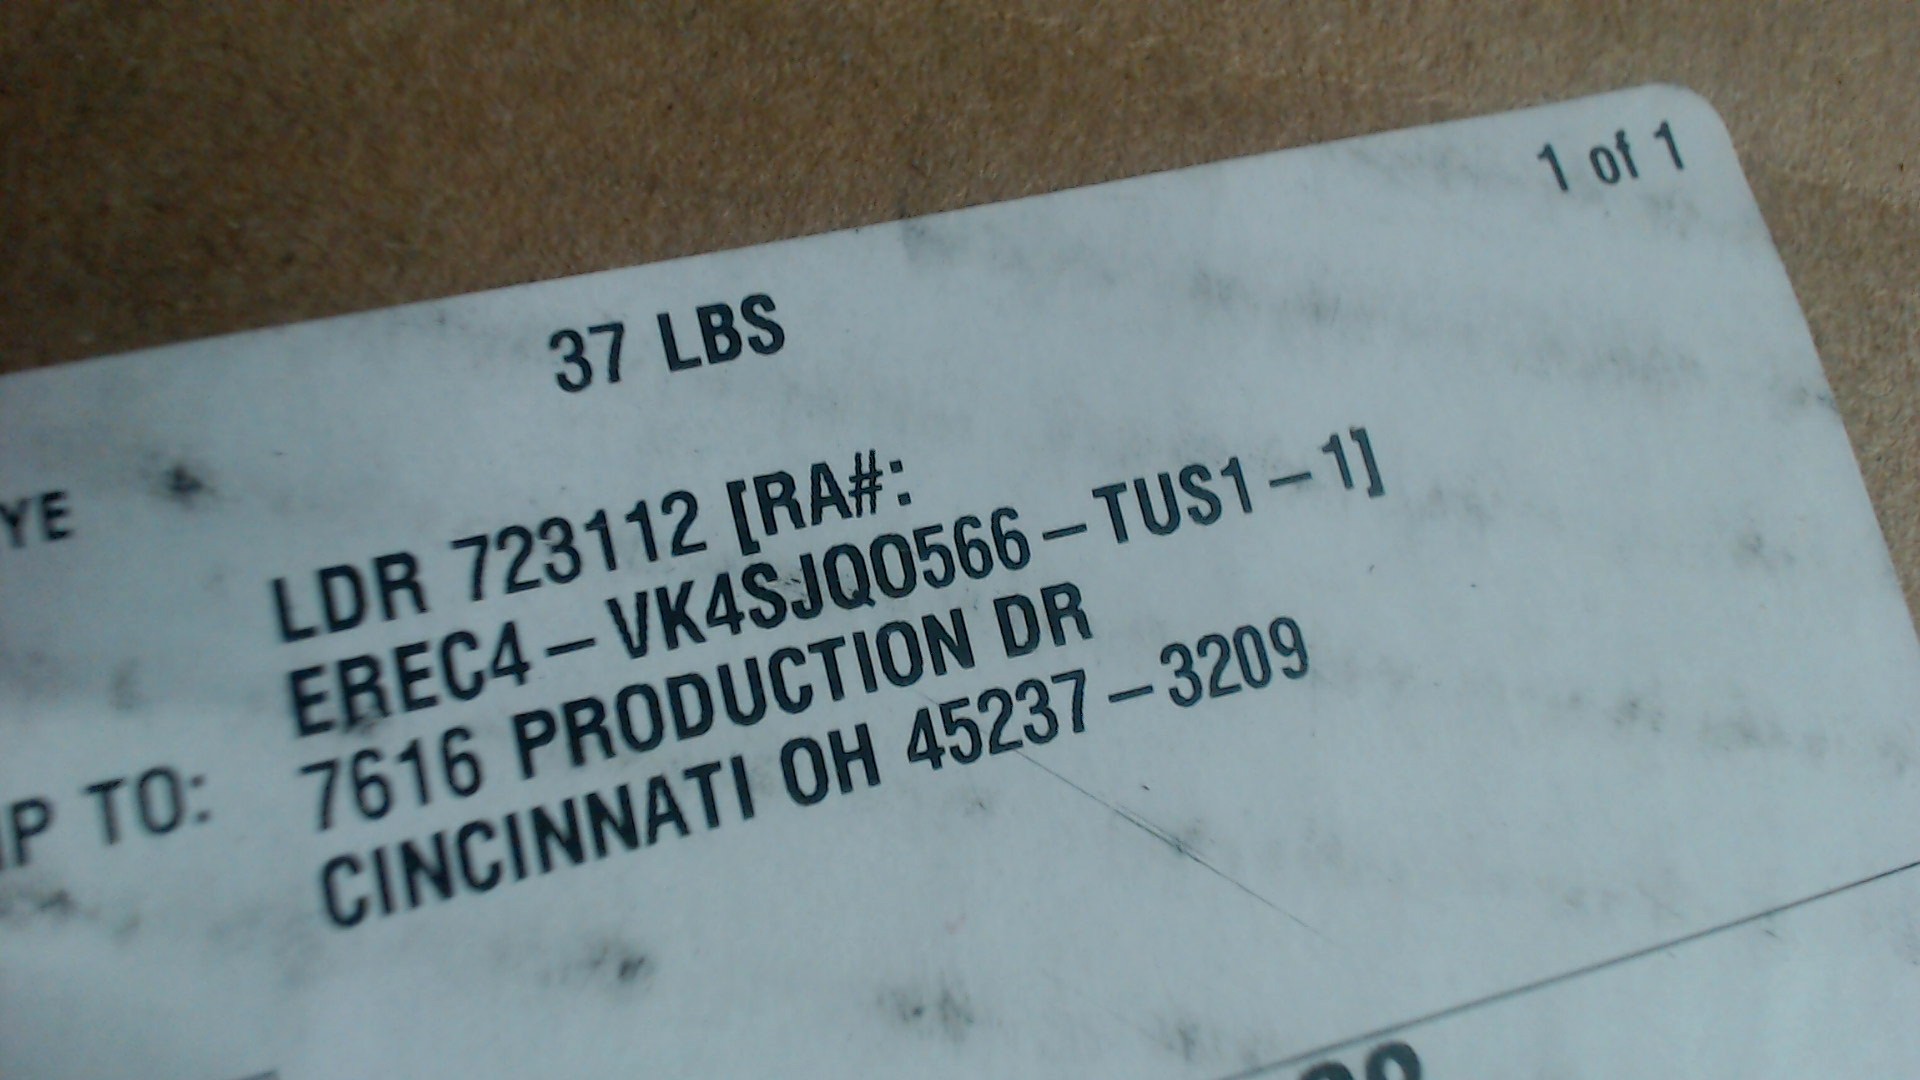 1 of 1
37 LBS
YE
LDR 723112 [RA#:
EREC4-VK4SJQO566-TUS1-1]
P TO:
7616 PRODUCTION DR
CINCINNATI OH 45237-3209